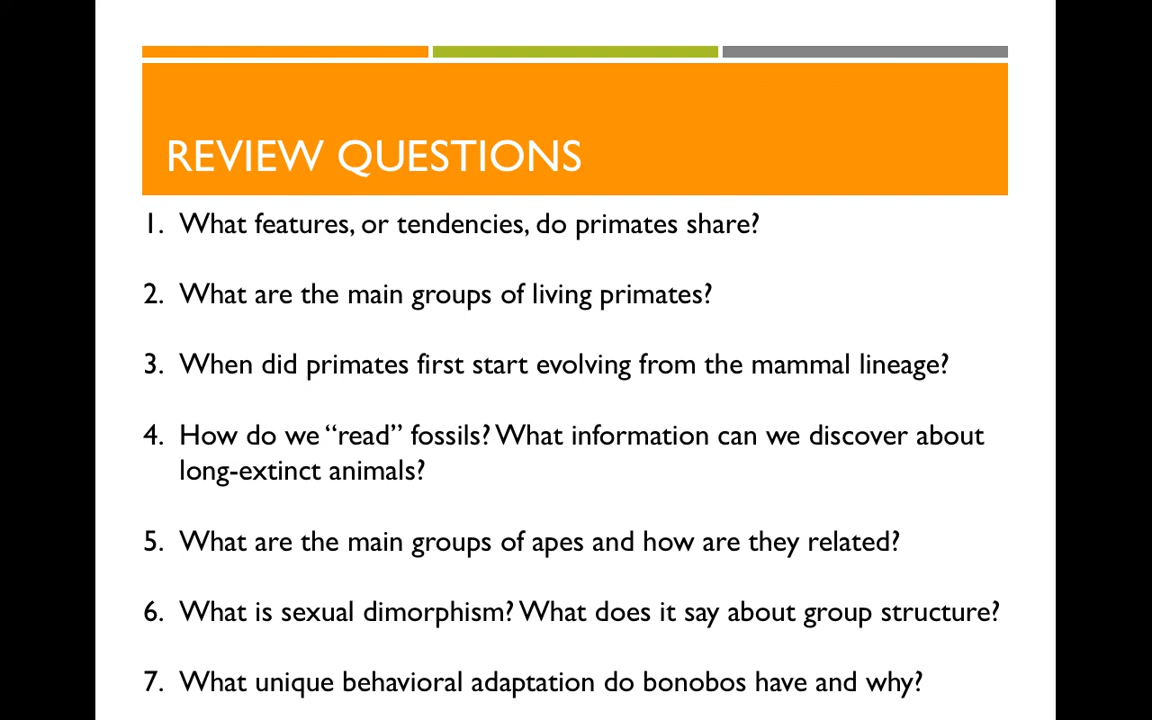 REVIEW QUESTIONS
1. What features, or tendencies, do primates share?
2. What are the main groups of living primates?
3. When did primates first start evolving from the mammal lineage?
4. How do we “read” fossils? What information can we discover about
long-extinct animals?
5. What are the main groups of apes and how are they related?
6. What is sexual dimorphism? What does it say about group structure?
7. What unique behavioral adaptation do bonobos have and why?